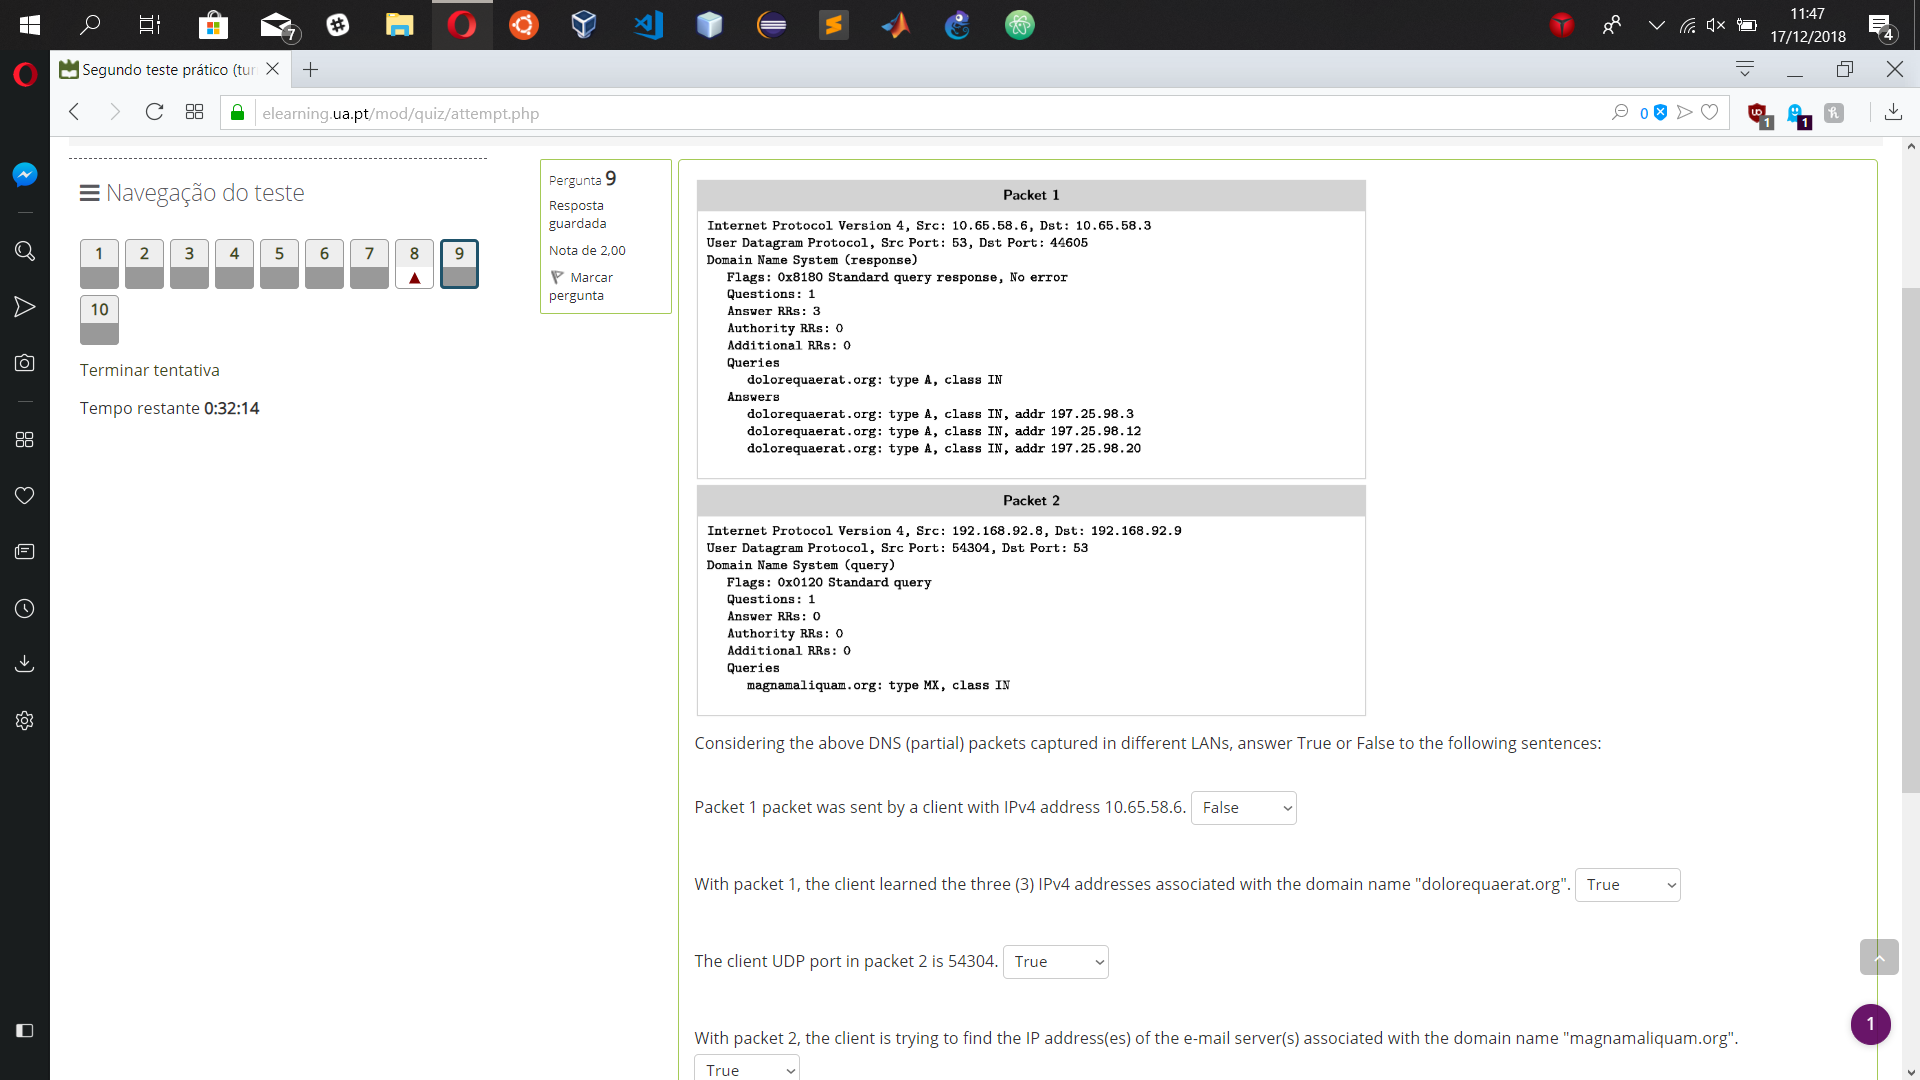 7
11:47
17/12/2018
4
Segundo teste prático (tur
elearning.ua.pt/mod/quiz/attempt.php
0
1
1
Navegação do teste
1 2 3 4 5 6 7 8 9
10
Terminar tentativa
Tempo restante 0:32:14
Pergunta 9
Resposta
guardada
Nota de 2,00
Marcar
pergunta
Packet 1
Internet Protocol Version 4, Src: 10.65.58.6, Dst: 10.65.58.3
User Datagram Protocol, Src Port: 53, Dst Port: 44605
Domain Name System (response)
Flags: 0x8180 Standard query response, No error
Questions: 1
Answer RRs: 3
Authority RRs: 0
Additional RRs: 0
Queries
dolorequaerat.org: type A, class IN
Answers
dolorequaerat.org: type A, class IN, addr 197.25.98.3
dolorequaerat.org: type A, class IN, addr 197.25.98.12
dolorequaerat.org: type A, class IN, addr 197.25.98.20
Packet 2
Internet Protocol Version 4, Src: 192.168.92.8, Dst: 192.168.92.9
User Datagram Protocol, Src Port: 54304, Dst Port: 53
Domain Name System (query)
Flags: 0x0120 Standard query
Questions: 1
Answer RRs: 0
Authority RRs: 0
Additional RRs: 0
Queries
magnamaliquam.org: type MX, class IN
Considering the above DNS (partial) packets captured in different LANs, answer True or False to the following sentences:
Packet 1 packet was sent by a client with IPv4 address 10.65.58.6. False
With packet 1, the client learned the three (3) IPv4 addresses associated with the domain name "dolorequaerat.org". True
The client UDP port in packet 2 is 54304. True
With packet 2, the client is trying to find the IP address(es) of the e-mail server(s) associated with the domain name "magnamaliquam.org".
True
1